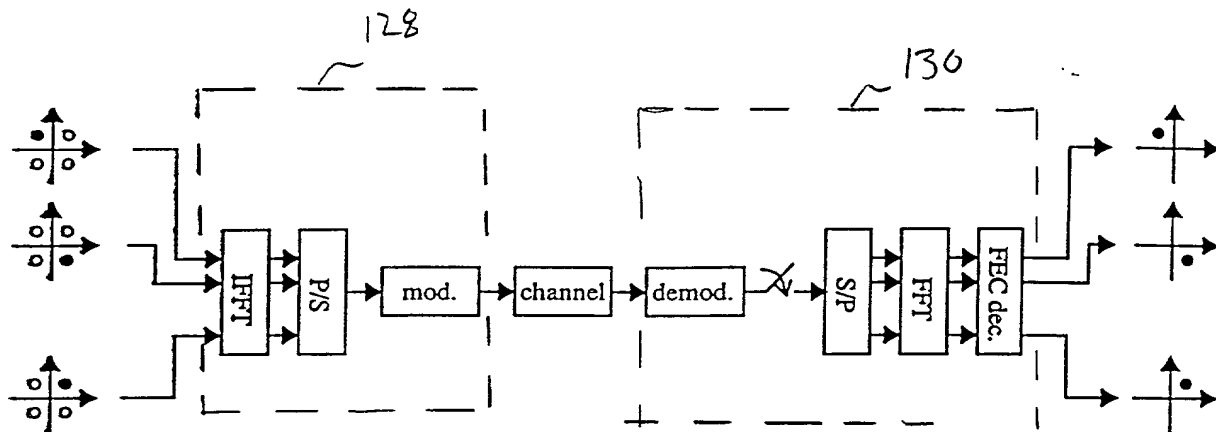 128
130
IFFT
P/S
mod.
channel
demod.
S/P
FFT
FEC dec.